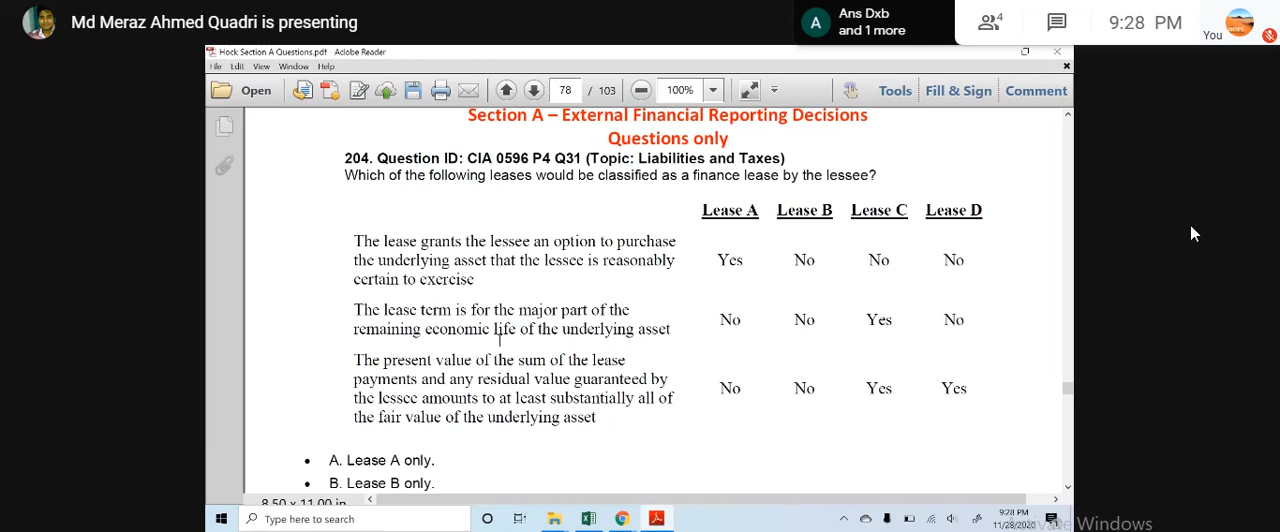 Md Meraz Ahmed Quadri is presenting
A
Ans Dxb
and 1 more
4
9:28 PM
You
Hock Section A Questions.pdf - Adobe Reader
File Edit View Window Help
Open
78 / 103
100%
Tools Fill & Sign Comment
Section A – External Financial Reporting Decisions
Questions only
204. Question ID: CIA 0596 P4 Q31 (Topic: Liabilities and Taxes)
Which of the following leases would be classified as a finance lease by the lessee?
Lease A Lease B Lease C Lease D
The lease grants the lessee an option to purchase
the underlying asset that the lessee is reasonably
certain to exercise
Yes No No No
The lease term is for the major part of the
remaining economic life of the underlying asset
No No Yes No
The present value of the sum of the lease
payments and any residual value guaranteed by
the lessee amounts to at least substantially all of
the fair value of the underlying asset
No No Yes Yes
• A. Lease A only.
• B. Lease B only.
8.50 x 11.00 in
Type here to search
9:28 PM
11/28/2020
Windows